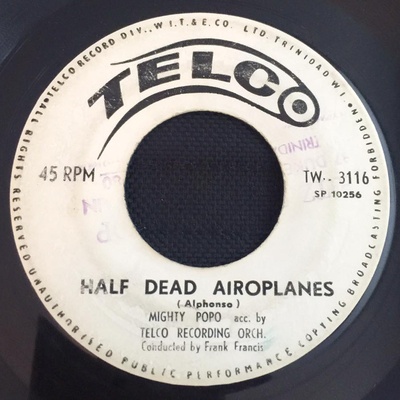 TELCO RECORD DIV., W.I.T. & E. CO. LTD. TRINIDAD W.I.
ALL RIGHTS RESERVED UNAUTHORISED PUBLIC PERFORMANCE COPYING BROADCASTING FORBIDDEN
TELCO
45 RPM
TW.. 3116
SP 10256
HALF DEAD AIROPLANES
(Alphonso)
MIGHTY POPO acc. by
TELCO RECORDING ORCH.
Conducted by Frank Francis